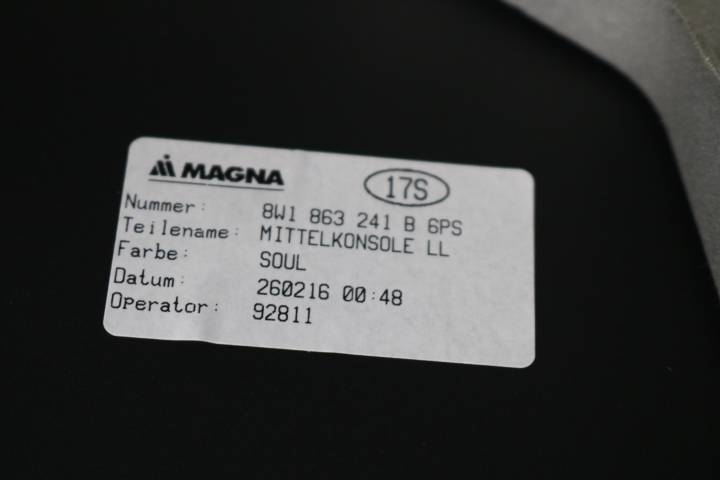 MAGNA 17S
Nummer: 8W1 863 241 B 6PS
Teilename: MITTELKONSOLE LL
Farbe: SOUL
Datum: 260216 00:48
Operator: 92811